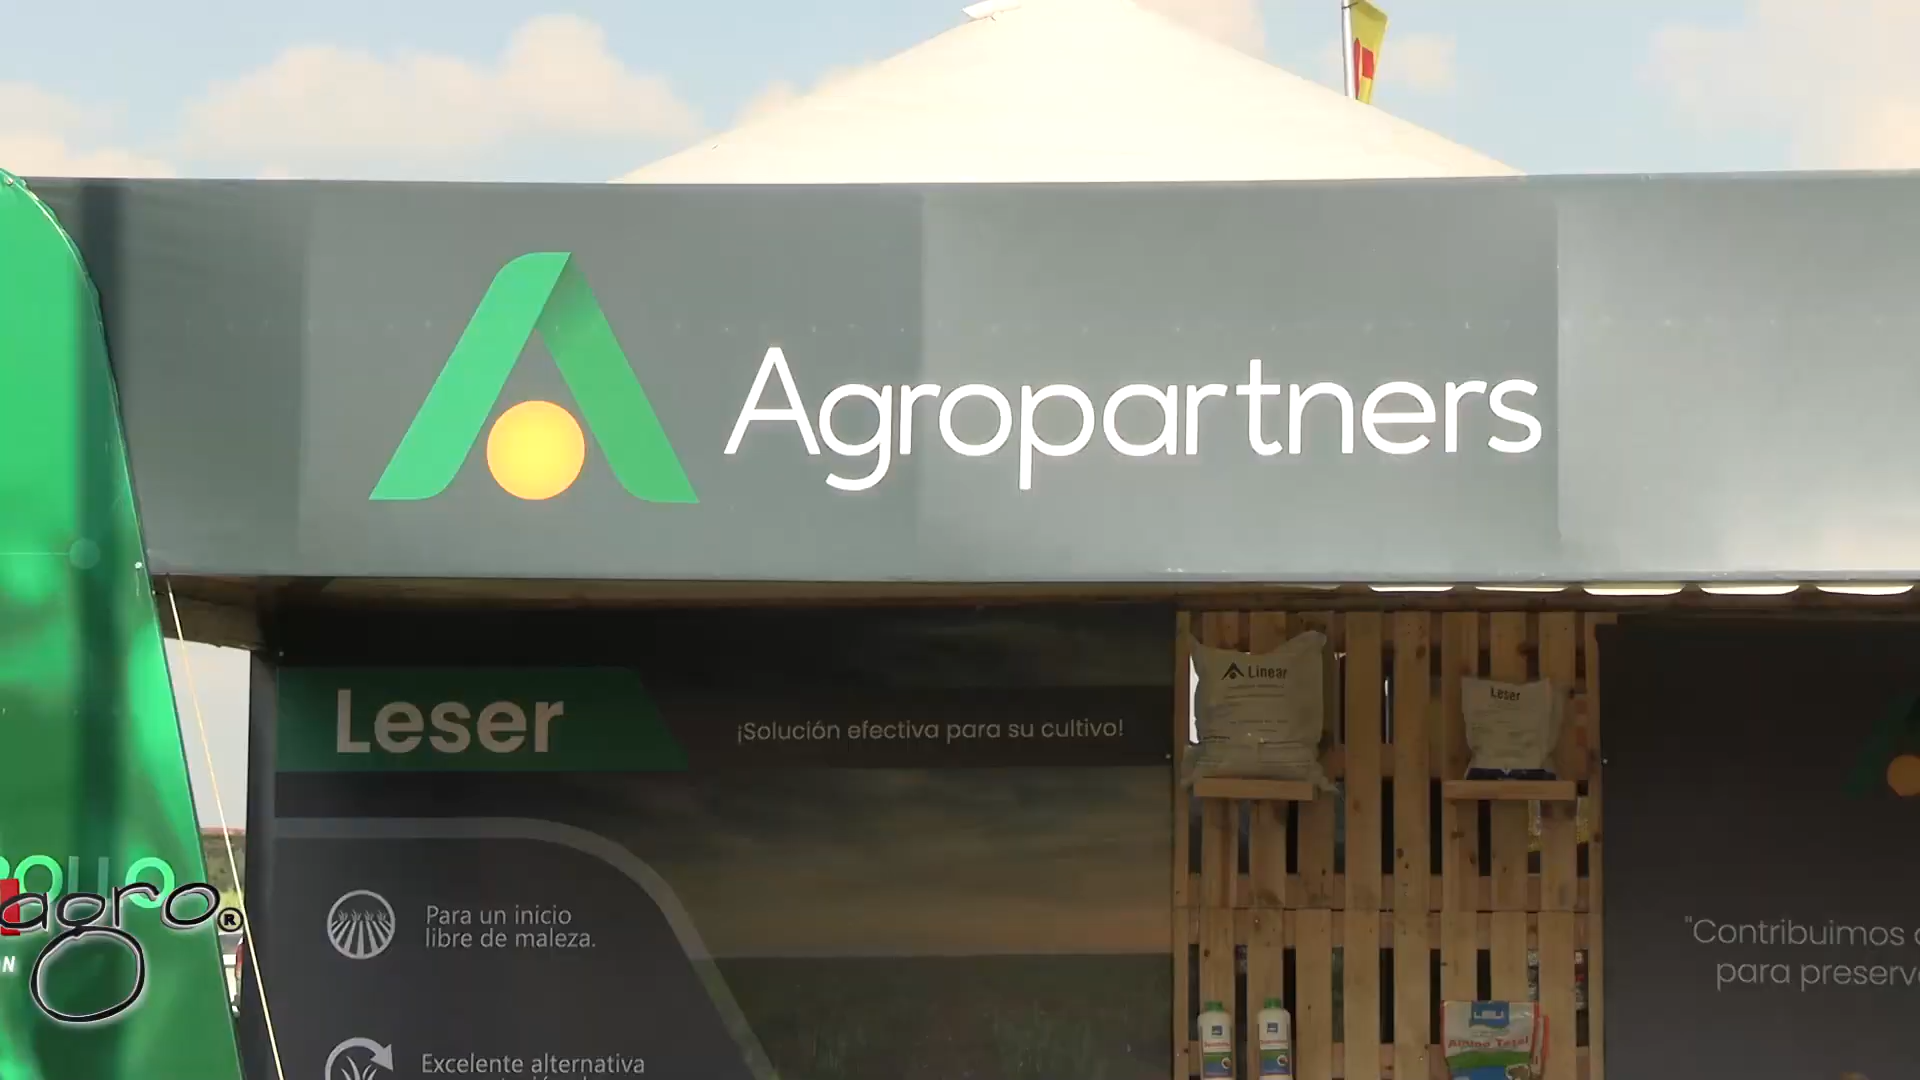 Agropartners
Leser
¡Solución efectiva para su cultivo!
Linear
Leser
Para un inicio
libre de maleza.
Excelente alternativa
"Contribuimos
para preserv
agro®
Amino Total